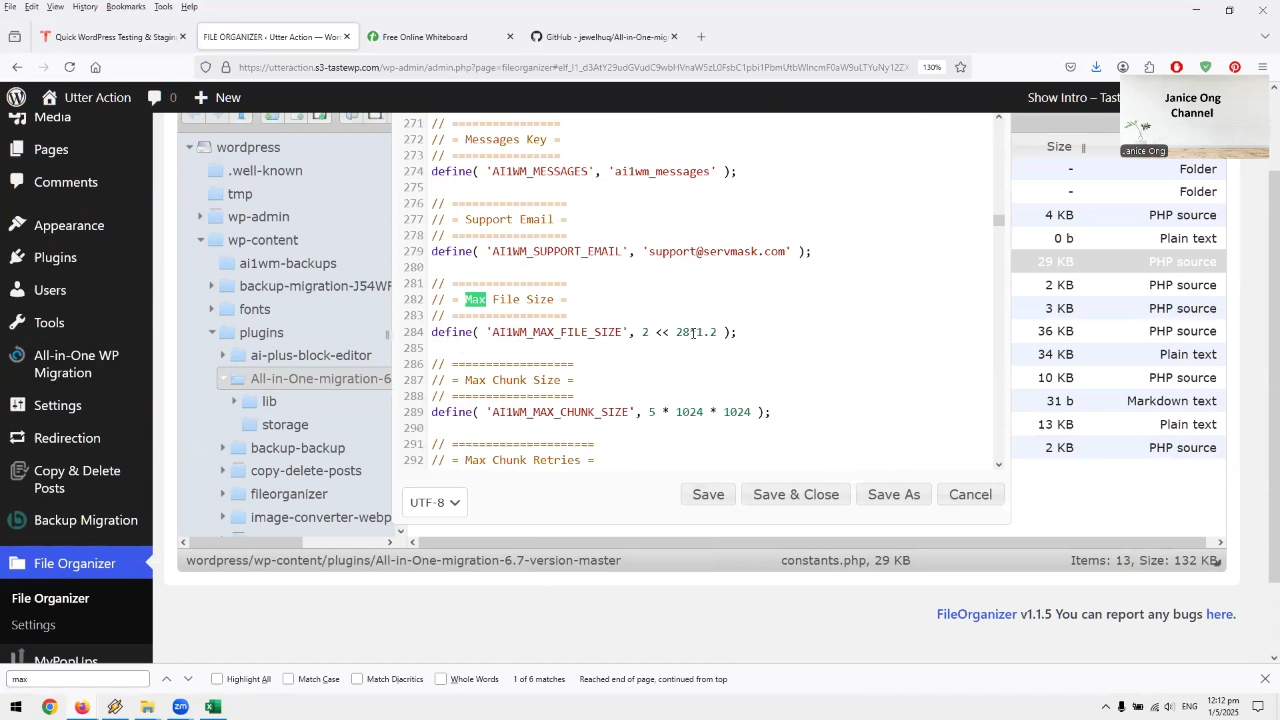 File Edit View History Bookmarks Tools Help
Quick WordPress Testing & Staging
FILE ORGANIZER ‹ Utter Action — Wor
Free Online Whiteboard
GitHub - jewelhuq/All-in-One-mig
130%
Utter Action
0
New
Show Intro — Tast
Janice Ong
Channel
Janice Ong
Media
Pages
Comments
Appearance
Plugins
Users
Tools
All-in-One WP
Migration
Settings
Redirection
Copy & Delete
Posts
Backup Migration
File Organizer
File Organizer
Settings
MyPopUps
wordpress
.well-known
tmp
wp-admin
wp-content
ai1wm-backups
backup-migration-J54WF
fonts
plugins
ai-plus-block-editor
All-in-One-migration-6
lib
storage
backup-backup
copy-delete-posts
fileorganizer
image-converter-webp
271 // ================
272 // = Messages Key =
273 // ================
274 define( 'AI1WM_MESSAGES', 'ai1wm_messages' );
275
276 // =================
277 // = Support Email =
278 // =================
279 define( 'AI1WM_SUPPORT_EMAIL', 'support@servmask.com' );
280
281 // =================
282 // = Max File Size =
283 // =================
284 define( 'AI1WM_MAX_FILE_SIZE', 2 << 28*1.2 );
285
286 // ==================
287 // = Max Chunk Size =
288 // ==================
289 define( 'AI1WM_MAX_CHUNK_SIZE', 5 * 1024 * 1024 );
290
291 // =====================
292 // = Max Chunk Retries =
UTF-8
Save
Save & Close
Save As
Cancel
Size
- Folder
- Folder
4 KB PHP source
0 b Plain text
29 KB PHP source
2 KB PHP source
3 KB PHP source
36 KB PHP source
34 KB Plain text
10 KB PHP source
31 b Markdown text
13 KB Plain text
2 KB PHP source
wordpress/wp-content/plugins/All-in-One-migration-6.7-version-master
constants.php, 29 KB
Items: 13, Size: 132 KB
FileOrganizer v1.1.5 You can report any bugs here.
max
Highlight All
Match Case
Match Diacritics
Whole Words
1 of 6 matches
Reached end of page, continued from top
ENG
12:12 pm
1/5/2025